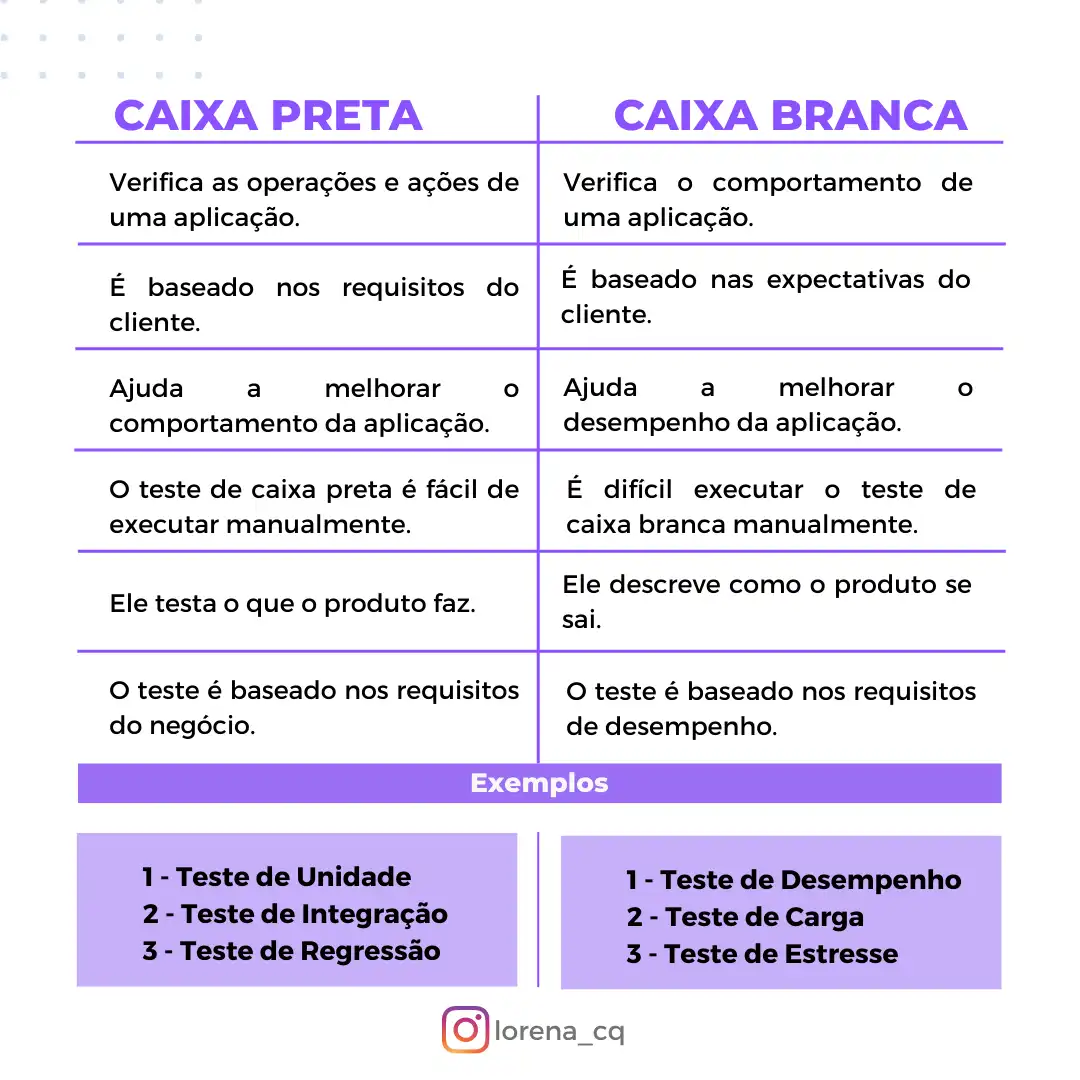 CAIXA PRETA
CAIXA BRANCA
Verifica as operações e ações de
uma aplicação.
Verifica o comportamento de
uma aplicação.
É baseado nos requisitos do
cliente.
É baseado nas expectativas do
cliente.
Ajuda a melhorar o
comportamento da aplicação.
Ajuda a melhorar o
desempenho da aplicação.
O teste de caixa preta é fácil de
executar manualmente.
É difícil executar o teste de
caixa branca manualmente.
Ele testa o que o produto faz.
Ele descreve como o produto se
sai.
O teste é baseado nos requisitos
do negócio.
O teste é baseado nos requisitos
de desempenho.
Exemplos
1 - Teste de Unidade
2 - Teste de Integração
3 - Teste de Regressão
1 - Teste de Desempenho
2 - Teste de Carga
3 - Teste de Estresse
lorena_cq